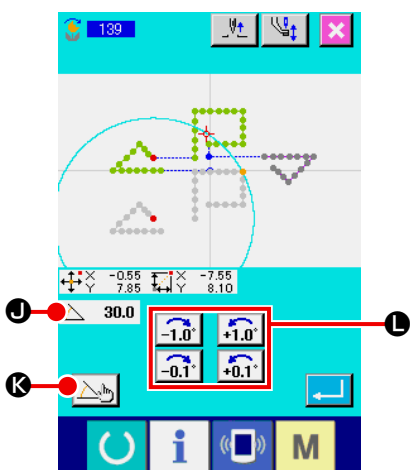 139
X -0.55 X -7.55
Y 7.85 Y 8.10
J 30.0
-1.0° +1.0° L
-0.1° +0.1°
K
i M